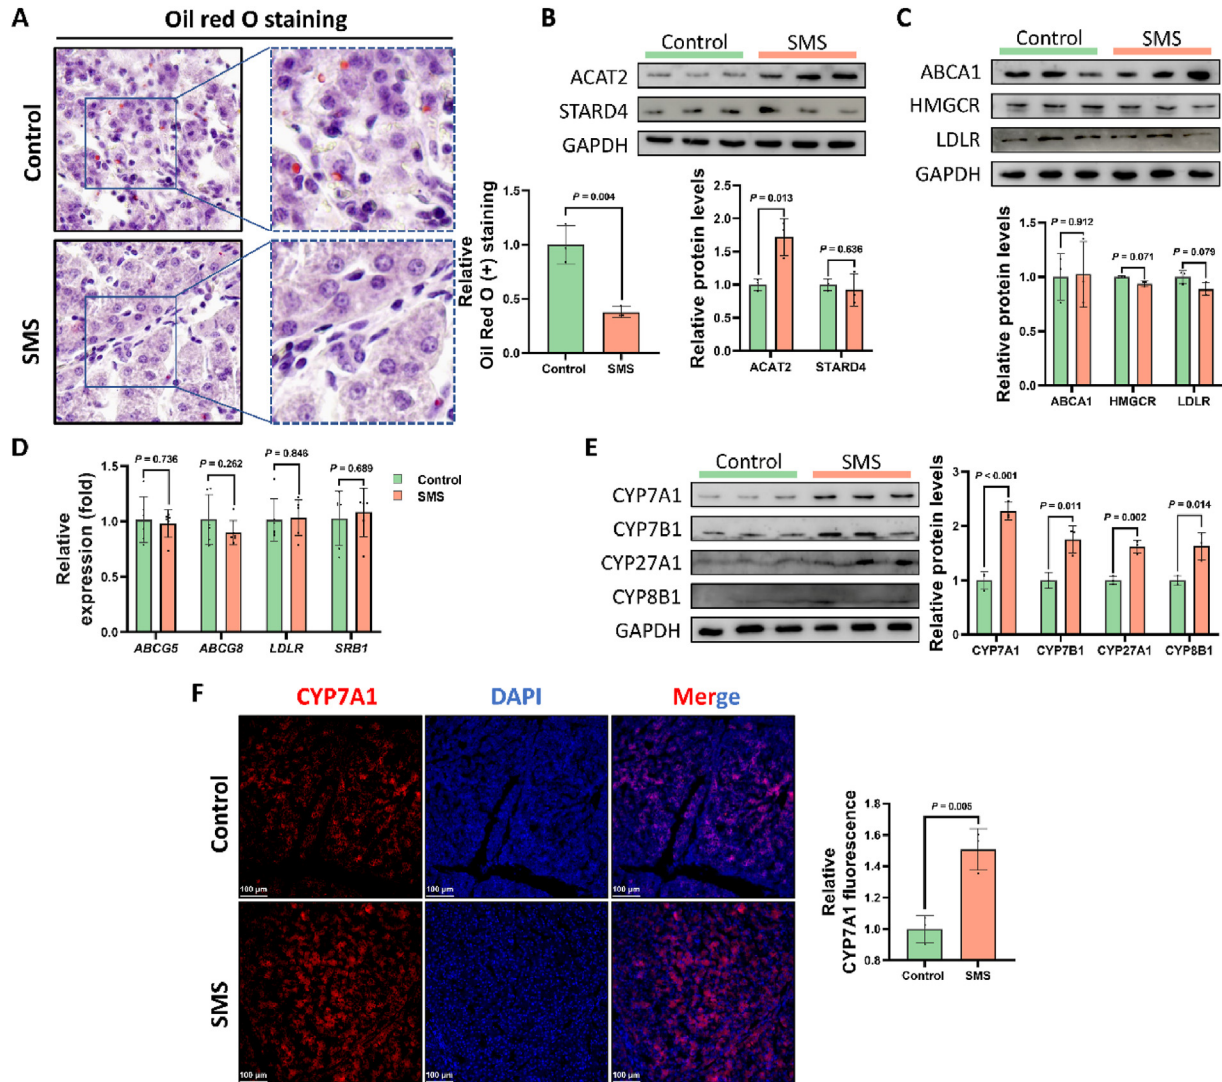 A
Oil red O staining
Control
SMS
Relative
Oil Red O (+) staining
1.5
1.0
0.5
0.0
P = 0.004
Control
SMS
B
Control
SMS
ACAT2
STARD4
GAPDH
Relative protein levels
2.5
2.0
1.5
1.0
0.5
0.0
P = 0.013
P = 0.636
ACAT2
STARD4
C
Control
SMS
ABCA1
HMGCR
LDLR
GAPDH
Relative protein levels
1.5
1.0
0.5
0.0
P = 0.912
P = 0.071
P = 0.079
ABCA1
HMGCR
LDLR
D
Relative
expression (fold)
1.5
1.0
0.5
0.0
P = 0.736
P = 0.262
P = 0.846
P = 0.689
Control
SMS
ABCG5
ABCG8
LDLR
SRB1
E
Control
SMS
CYP7A1
CYP7B1
CYP27A1
CYP8B1
GAPDH
Relative protein levels
3
2
1
0
P < 0.001
P = 0.011
P = 0.002
P = 0.014
CYP7A1
CYP7B1
CYP27A1
CYP8B1
F
CYP7A1
DAPI
Merge
Control
100 μm
100 μm
100 μm
SMS
100 μm
100 μm
100 μm
Relative
CYP7A1 fluorescence
1.8
1.6
1.4
1.2
1.0
0.8
P = 0.005
Control
SMS